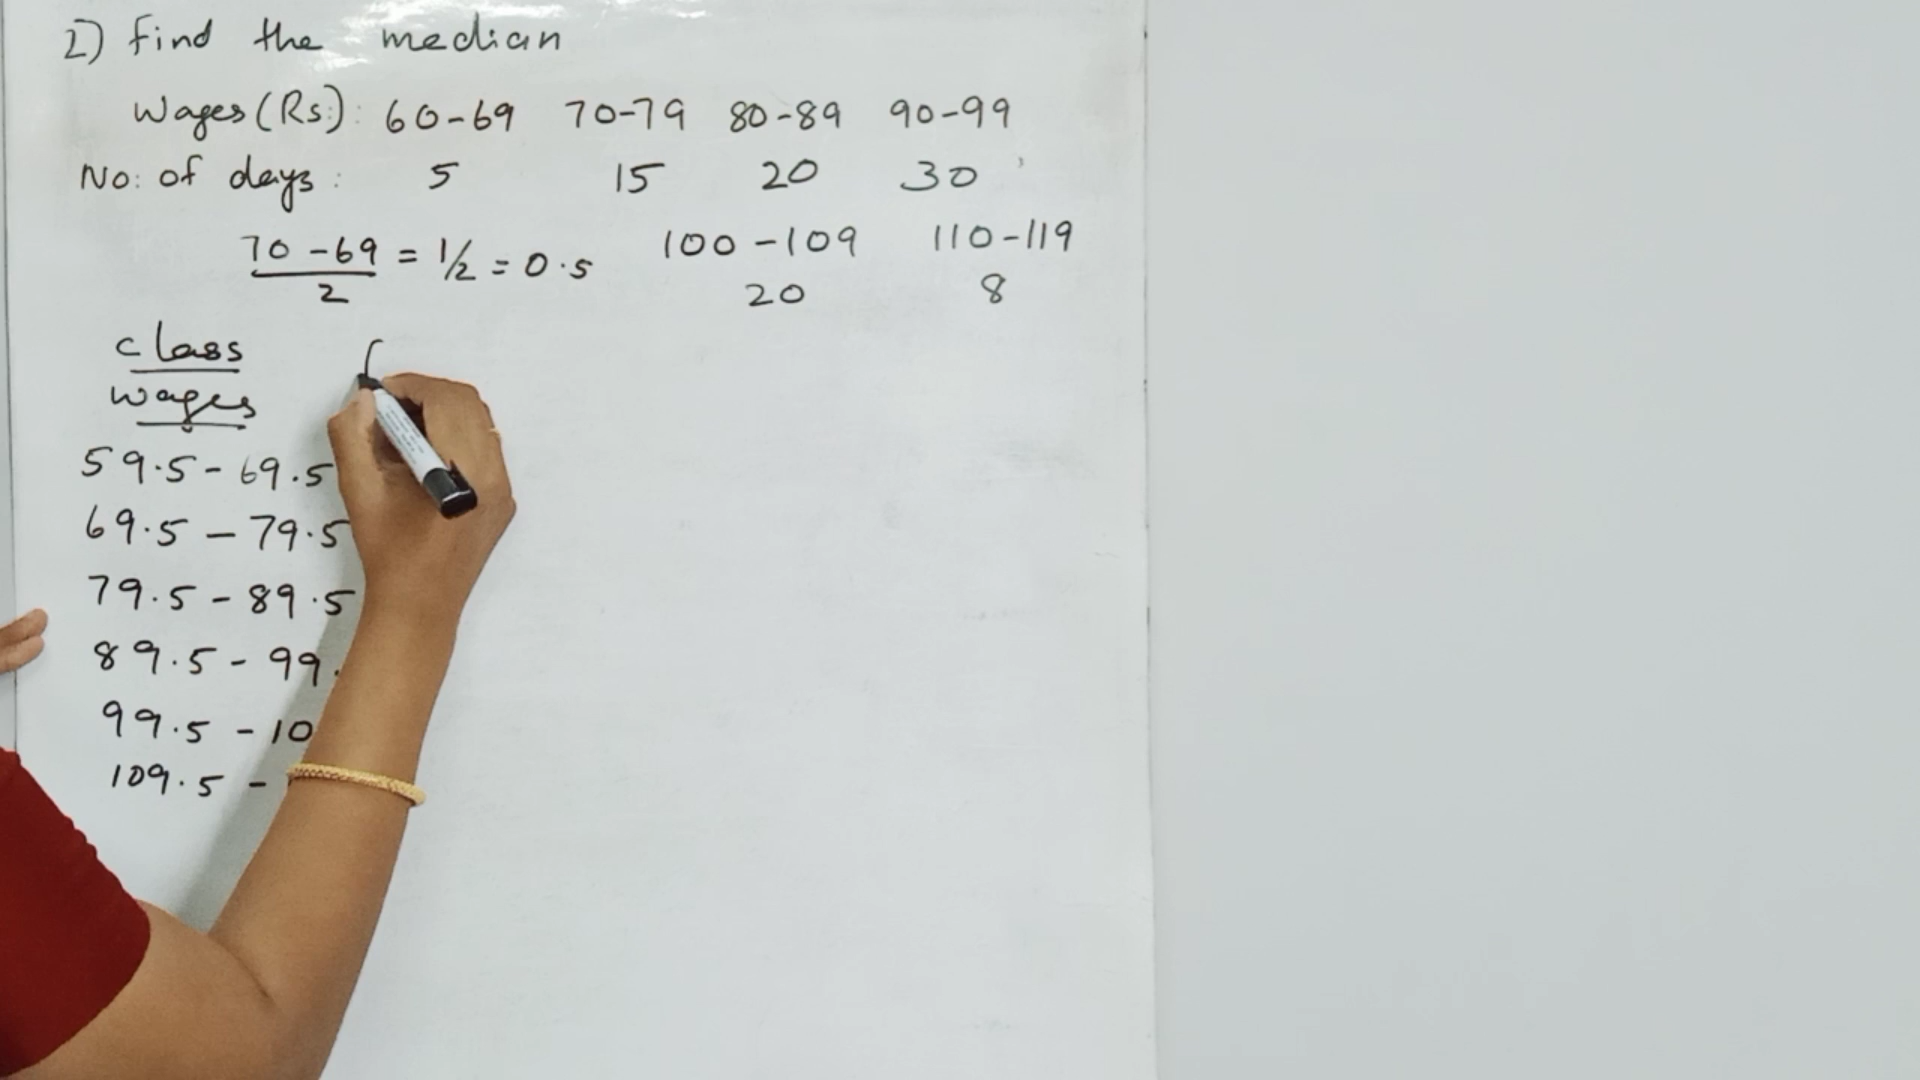 2) Find the median
Wages (Rs): 60-69 70-79 80-89 90-99
No: of days: 5 15 20 30
70-69/2 = 1/2 = 0.5 100-109 110-119
20 8
class
wages
59.5-69.5
69.5-79.5
79.5-89.5
89.5-99.
99.5-10
109.5-